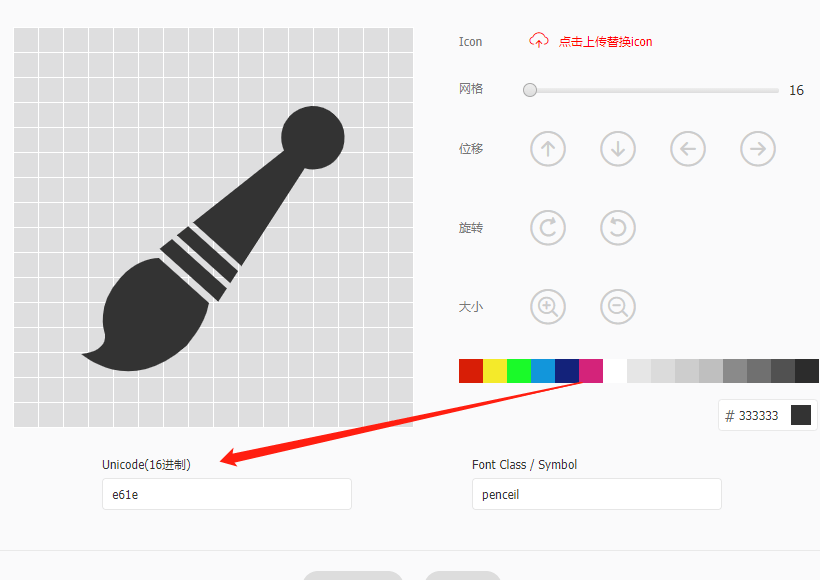 Icon
点击上传替换icon
网格
16
位移
旋转
大小
# 333333
Unicode(16进制)
Font Class / Symbol
e61e
penceil